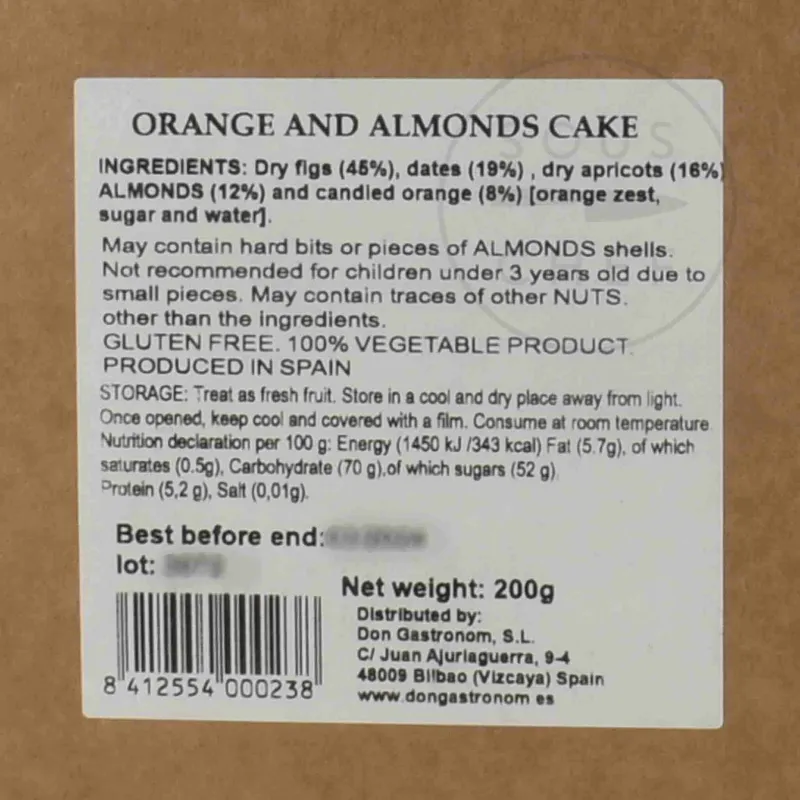 ORANGE AND ALMONDS CAKE
INGREDIENTS: Dry figs (45%), dates (19%) , dry apricots (16%)
ALMONDS (12%) and candied orange (8%) [orange zest,
sugar and water].
May contain hard bits or pieces of ALMONDS shells.
Not recommended for children under 3 years old due to
small pieces. May contain traces of other NUTS.
other than the ingredients.
GLUTEN FREE. 100% VEGETABLE PRODUCT.
PRODUCED IN SPAIN
STORAGE: Treat as fresh fruit. Store in a cool and dry place away from light.
Once opened, keep cool and covered with a film. Consume at room temperature
Nutrition declaration per 100 g: Energy (1450 kJ /343 kcal) Fat (5.7g), of which
saturates (0.5g), Carbohydrate (70 g),of which sugars (52 g)
Protein (5,2 g), Salt (0,01g).
Best before end:
lot:
Net weight: 200g
Distributed by:
Don Gastronom, S.L.
C/ Juan Ajuriaguerra, 9-4
48009 Bilbao (Vizcaya) Spain
www.dongastronom es
8 412554 000238
SOUS